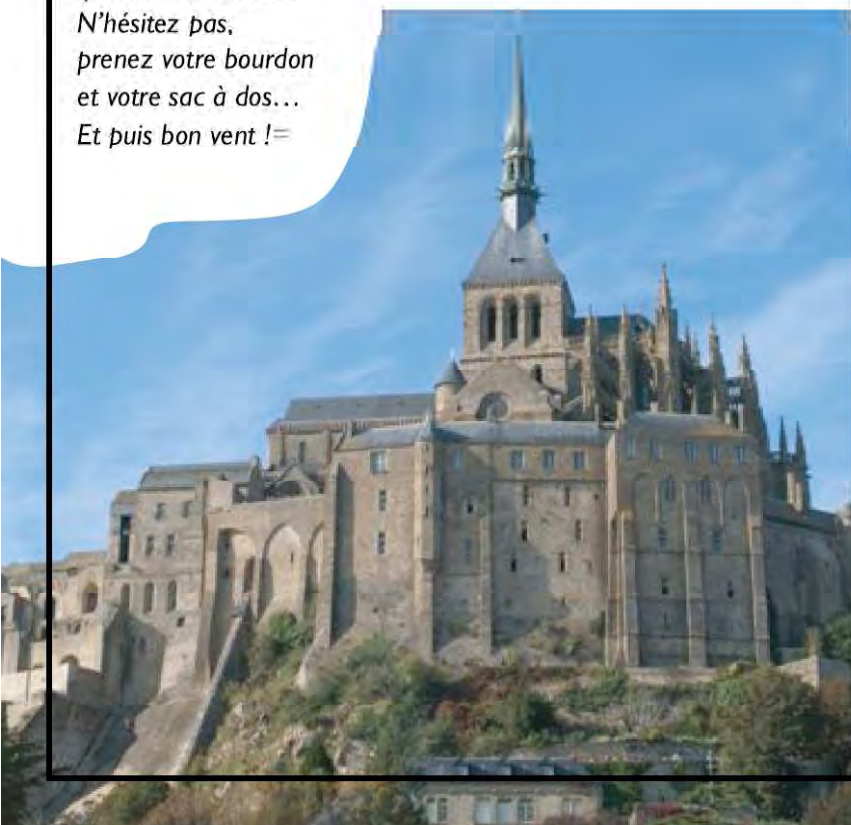 N'hésitez pas,
prenez votre bourdon
et votre sac à dos…
Et puis bon vent !